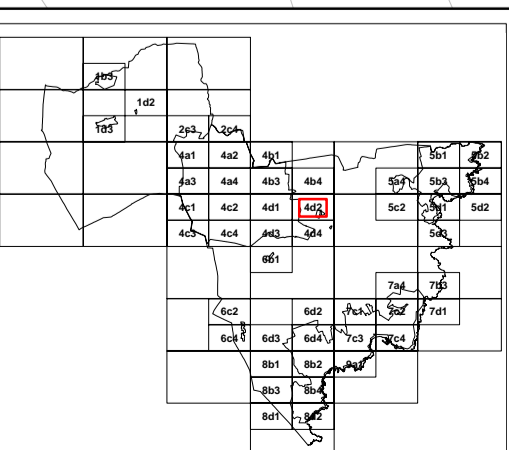 1b3
1d2
1d3 2c3 2c4
4a1 4a2 4b1 5b1 5b2
4a3 4a4 4b3 4b4 5a4 5b3 5b4
4c1 4c2 4d1 4d2 5c2 5d1 5d2
4c3 4c4 4d3 4d4 5d3
6b1
7a4 7b3
6c2 6d2 7c1 7c2 7d1
6c4 6d3 6d4 7c3 7c4
8b1 8b2 9a1
8b3 8b4
8d1 8d2